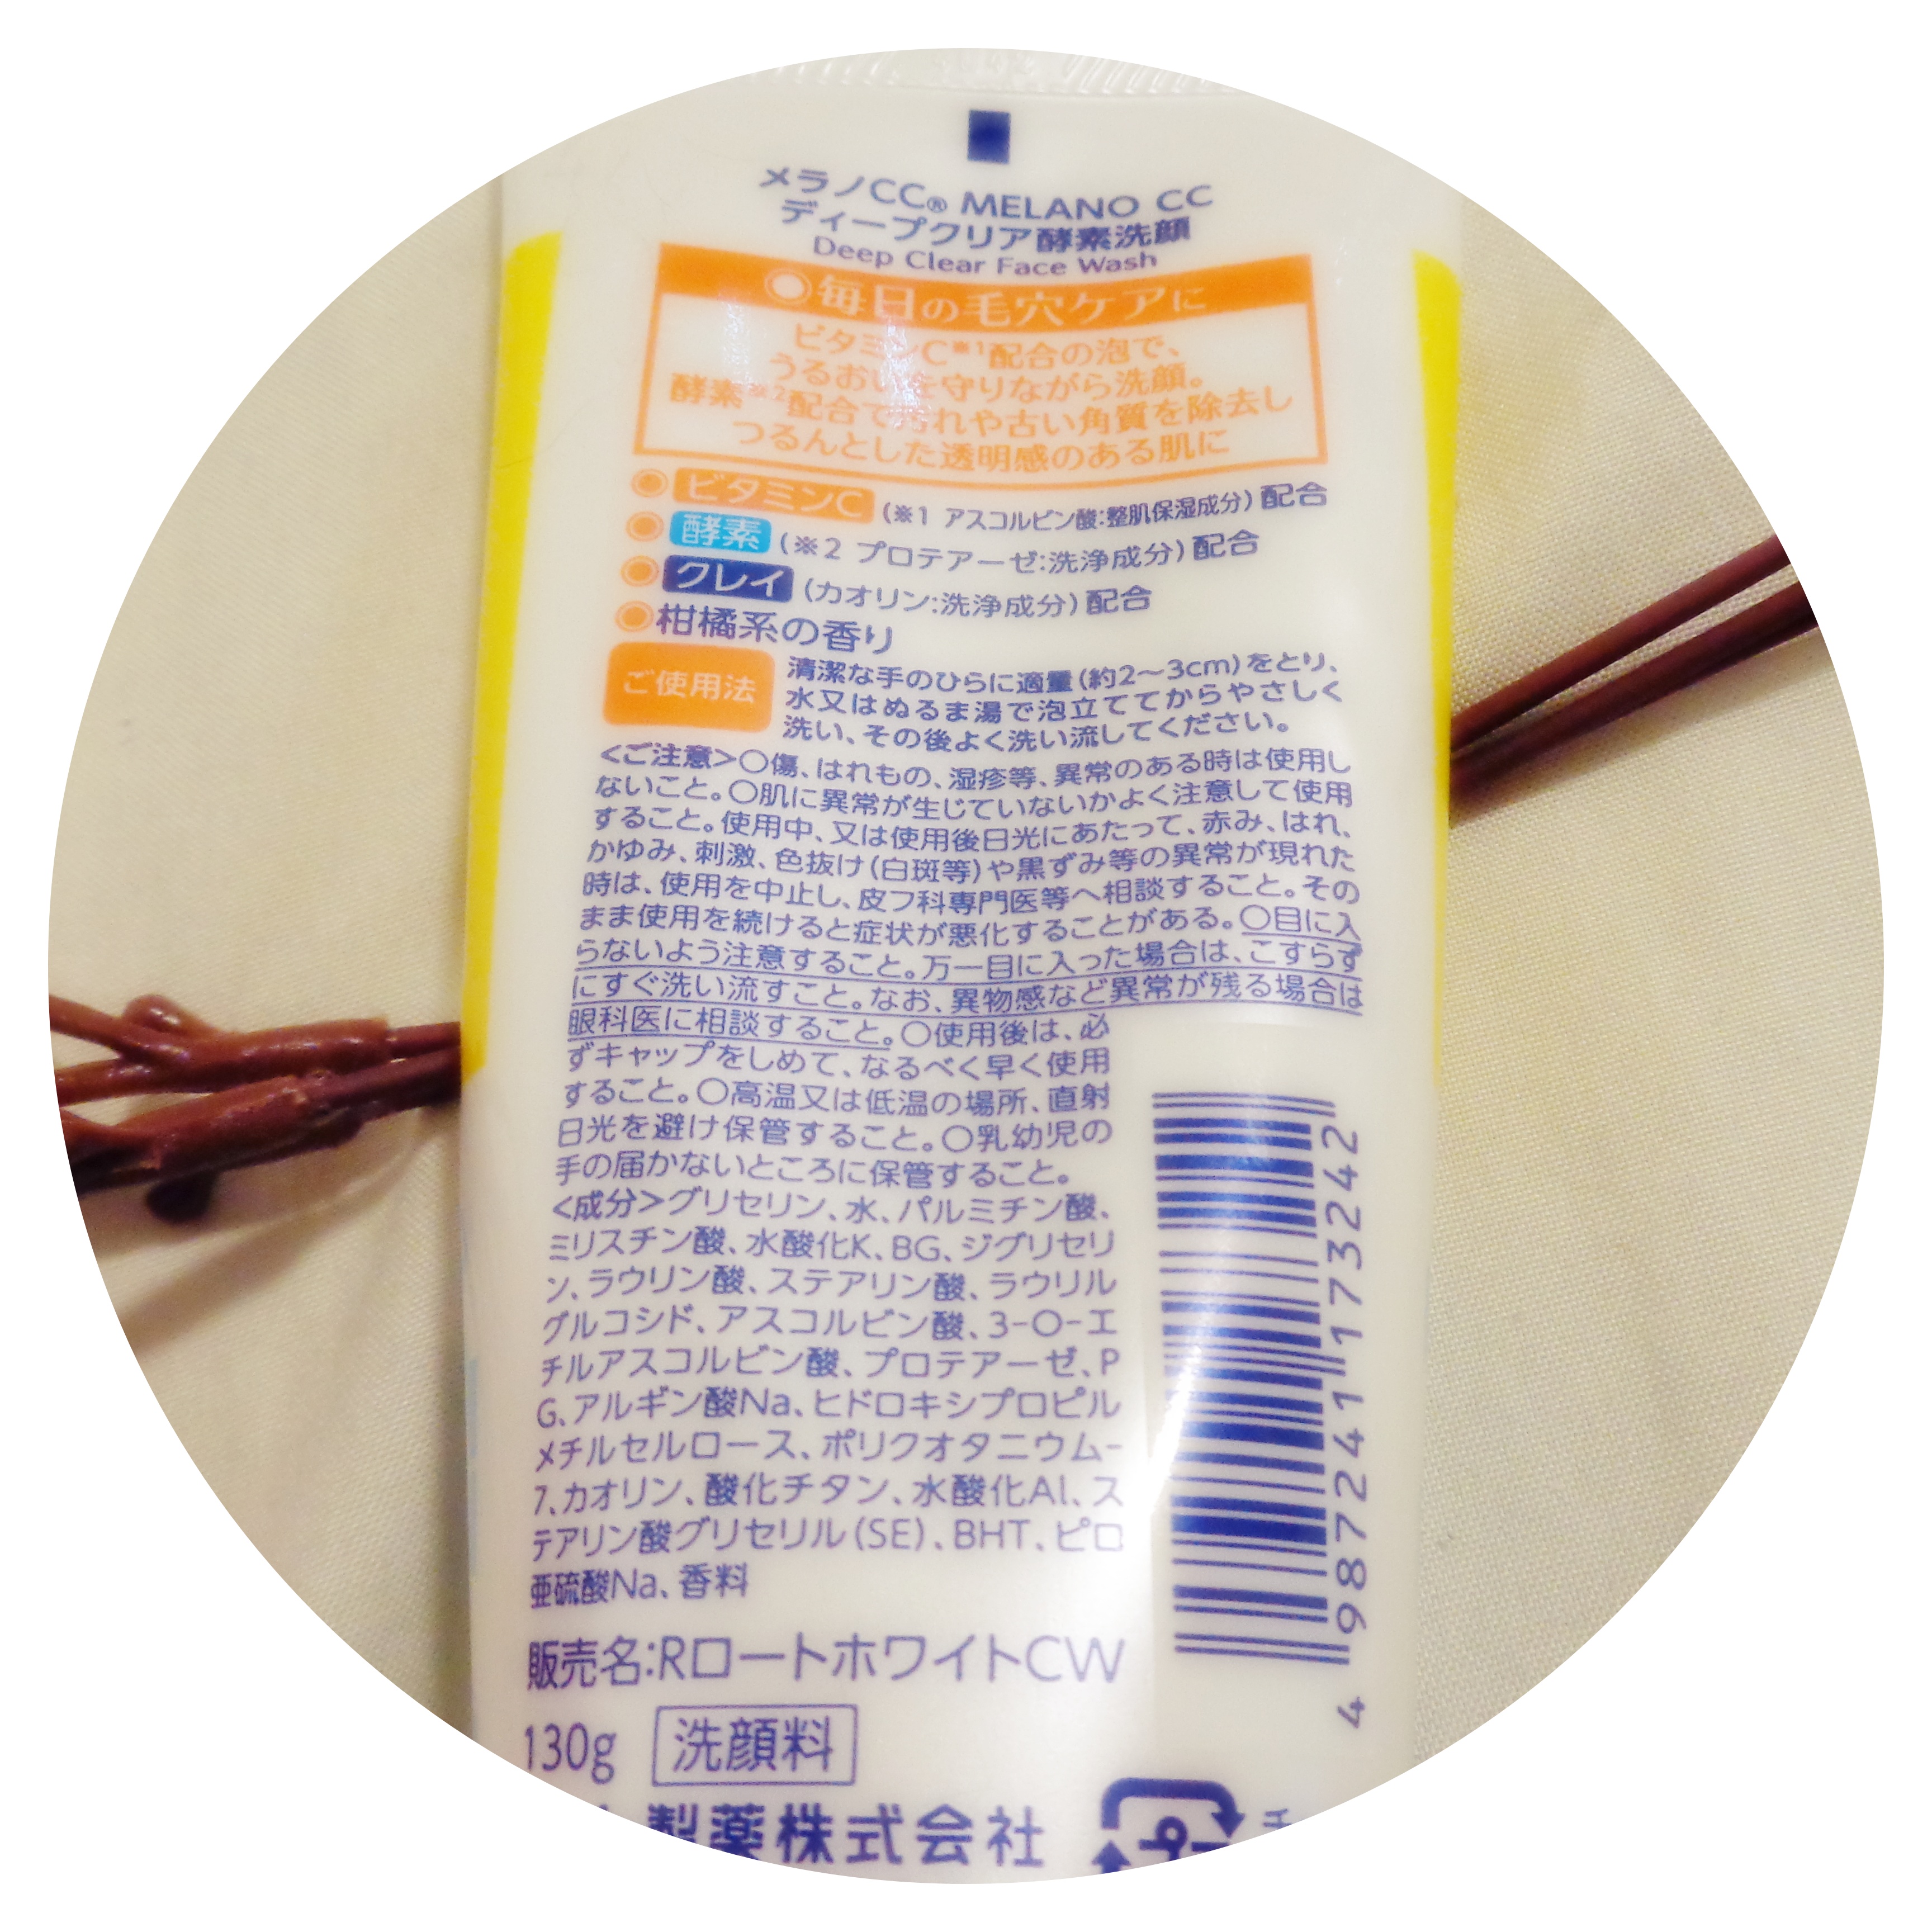 メラノCC® MELANO CC
ディープクリア酵素洗顔
Deep Clear Face Wash
◎毎日の毛穴ケアに
ビタミンC※1配合の泡で、
うるおいを守りながら洗顔。
酵素※2配合で汚れや古い角質を除去し
つるんとした透明感のある肌に
◎ビタミンC (※1 アスコルビン酸:整肌保湿成分)配合
◎酵素 (※2 プロテアーゼ:洗浄成分)配合
◎クレイ (カオリン:洗浄成分)配合
◎柑橘系の香り
ご使用法
清潔な手のひらに適量(約2〜3cm)をとり、
水又はぬるま湯で泡立ててからやさしく
洗い、その後よく洗い流してください。
<ご注意>○傷、はれもの、湿疹等、異常のある時は使用し
ないこと。○肌に異常が生じていないかよく注意して使用
すること。使用中、又は使用後日光にあたって、赤み、はれ、
かゆみ、刺激、色抜け(白斑等)や黒ずみ等の異常が現れた
時は、使用を中止し、皮フ科専門医等へ相談すること。その
まま使用を続けると症状が悪化することがある。○目に入
らないよう注意すること。万一目に入った場合は、こすらず
にすぐ洗い流すこと。なお、異物感など異常が残る場合は
眼科医に相談すること。○使用後は、必
ずキャップをしめて、なるべく早く使用
すること。○高温又は低温の場所、直射
日光を避け保管すること。○乳幼児の
手の届かないところに保管すること。
<成分>グリセリン、水、パルミチン酸、
ミリスチン酸、水酸化K、BG、ジグリセリ
ン、ラウリン酸、ステアリン酸、ラウリル
グルコシド、アスコルビン酸、3-O-エ
チルアスコルビン酸、プロテアーゼ、P
G、アルギン酸Na、ヒドロキシプロピル
メチルセルロース、ポリクオタニウム-
7、カオリン、酸化チタン、水酸化Al、ス
テアリン酸グリセリル(SE)、BHT、ピロ
亜硫酸Na、香料
4 987241 173242
販売名:RロートホワイトCW
130g 洗顔料
製薬株式会社